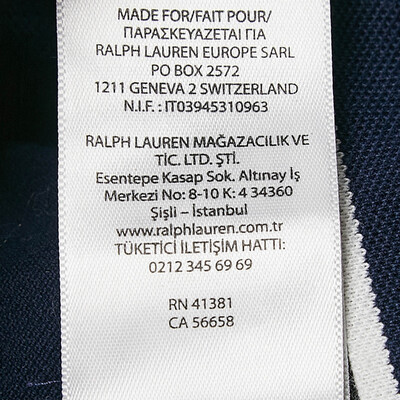 MADE FOR/FAIT POUR/
ΠΑΡΑΣΚΕΥΑΖΕΤΑΙ ΓΙΑ
RALPH LAUREN EUROPE SARL
PO BOX 2572
1211 GENEVA 2 SWITZERLAND
N.I.F. : IT03945310963
RALPH LAUREN MAĞAZACILIK VE
TİC. LTD. ŞTİ.
Esentepe Kasap Sok. Altınay İş
Merkezi No: 8-10 K: 4 34360
Şişli – İstanbul
www.ralphlauren.com.tr
TÜKETİCİ İLETİŞİM HATTI:
0212 345 69 69
RN 41381
CA 56658